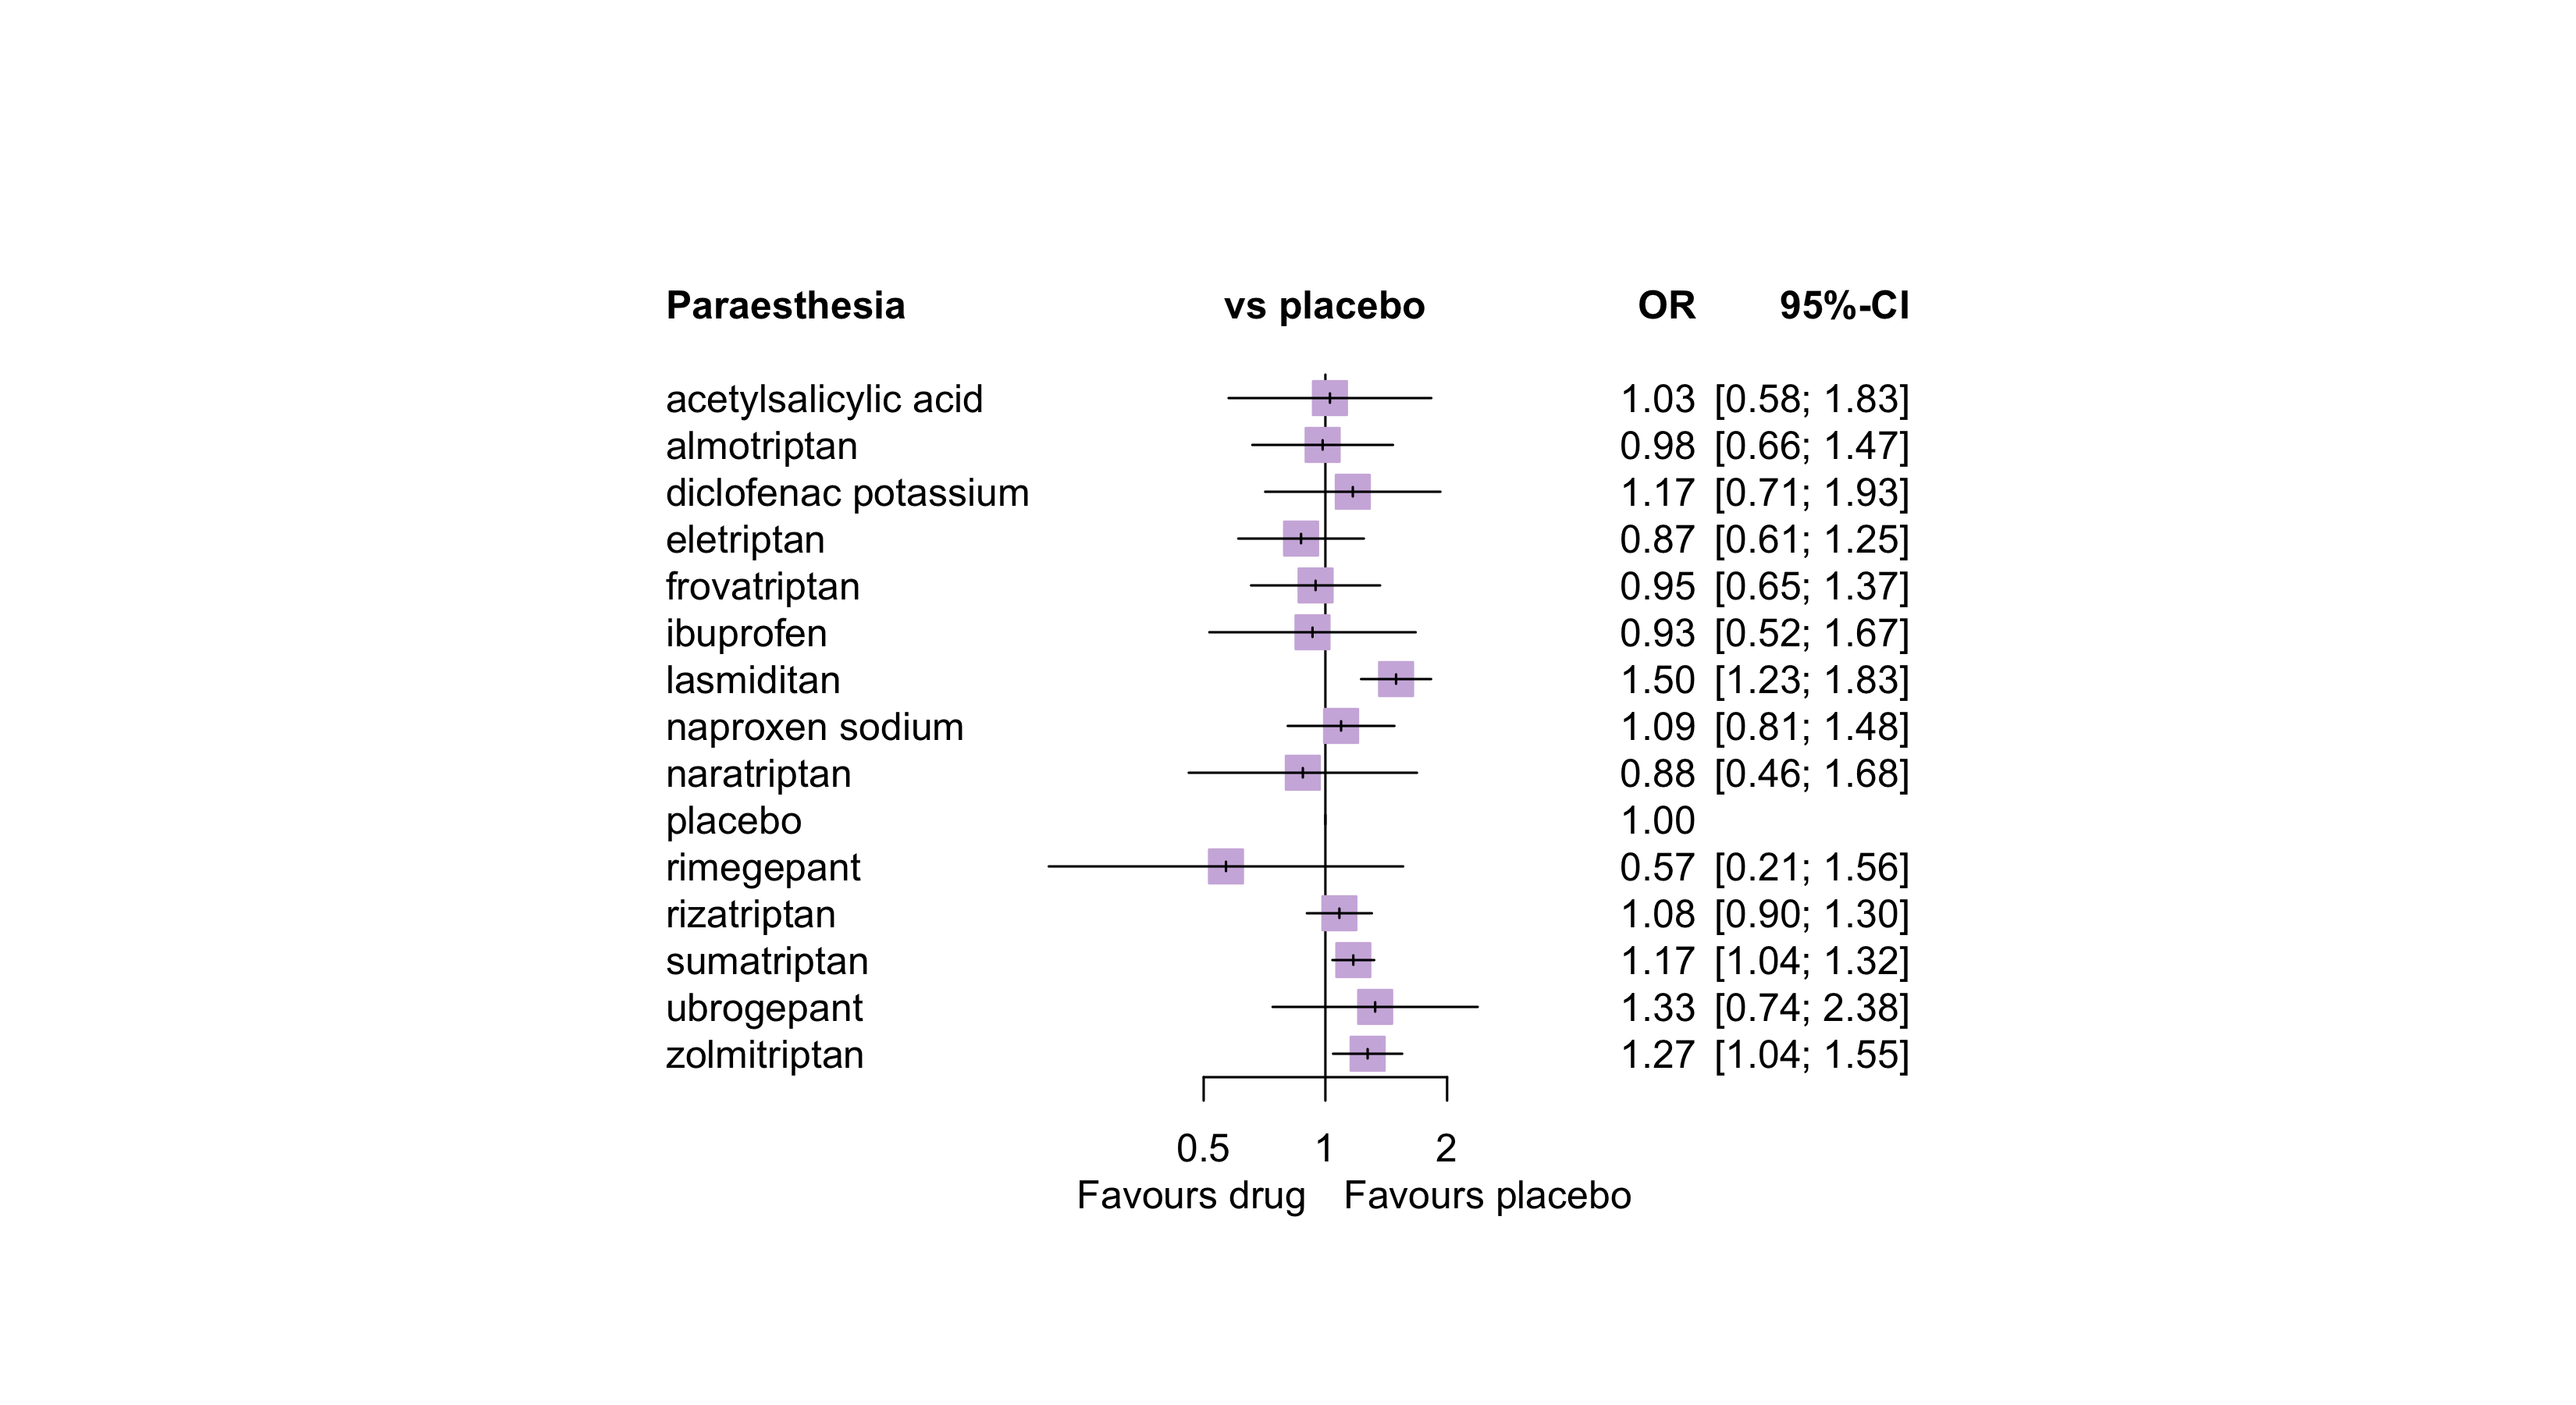 Paraesthesia vs placebo OR 95%-CI
acetylsalicylic acid 1.03 [0.58; 1.83]
almotriptan 0.98 [0.66; 1.47]
diclofenac potassium 1.17 [0.71; 1.93]
eletriptan 0.87 [0.61; 1.25]
frovatriptan 0.95 [0.65; 1.37]
ibuprofen 0.93 [0.52; 1.67]
lasmiditan 1.50 [1.23; 1.83]
naproxen sodium 1.09 [0.81; 1.48]
naratriptan 0.88 [0.46; 1.68]
placebo 1.00
rimegepant 0.57 [0.21; 1.56]
rizatriptan 1.08 [0.90; 1.30]
sumatriptan 1.17 [1.04; 1.32]
ubrogepant 1.33 [0.74; 2.38]
zolmitriptan 1.27 [1.04; 1.55]
0.5 1 2
Favours drug Favours placebo